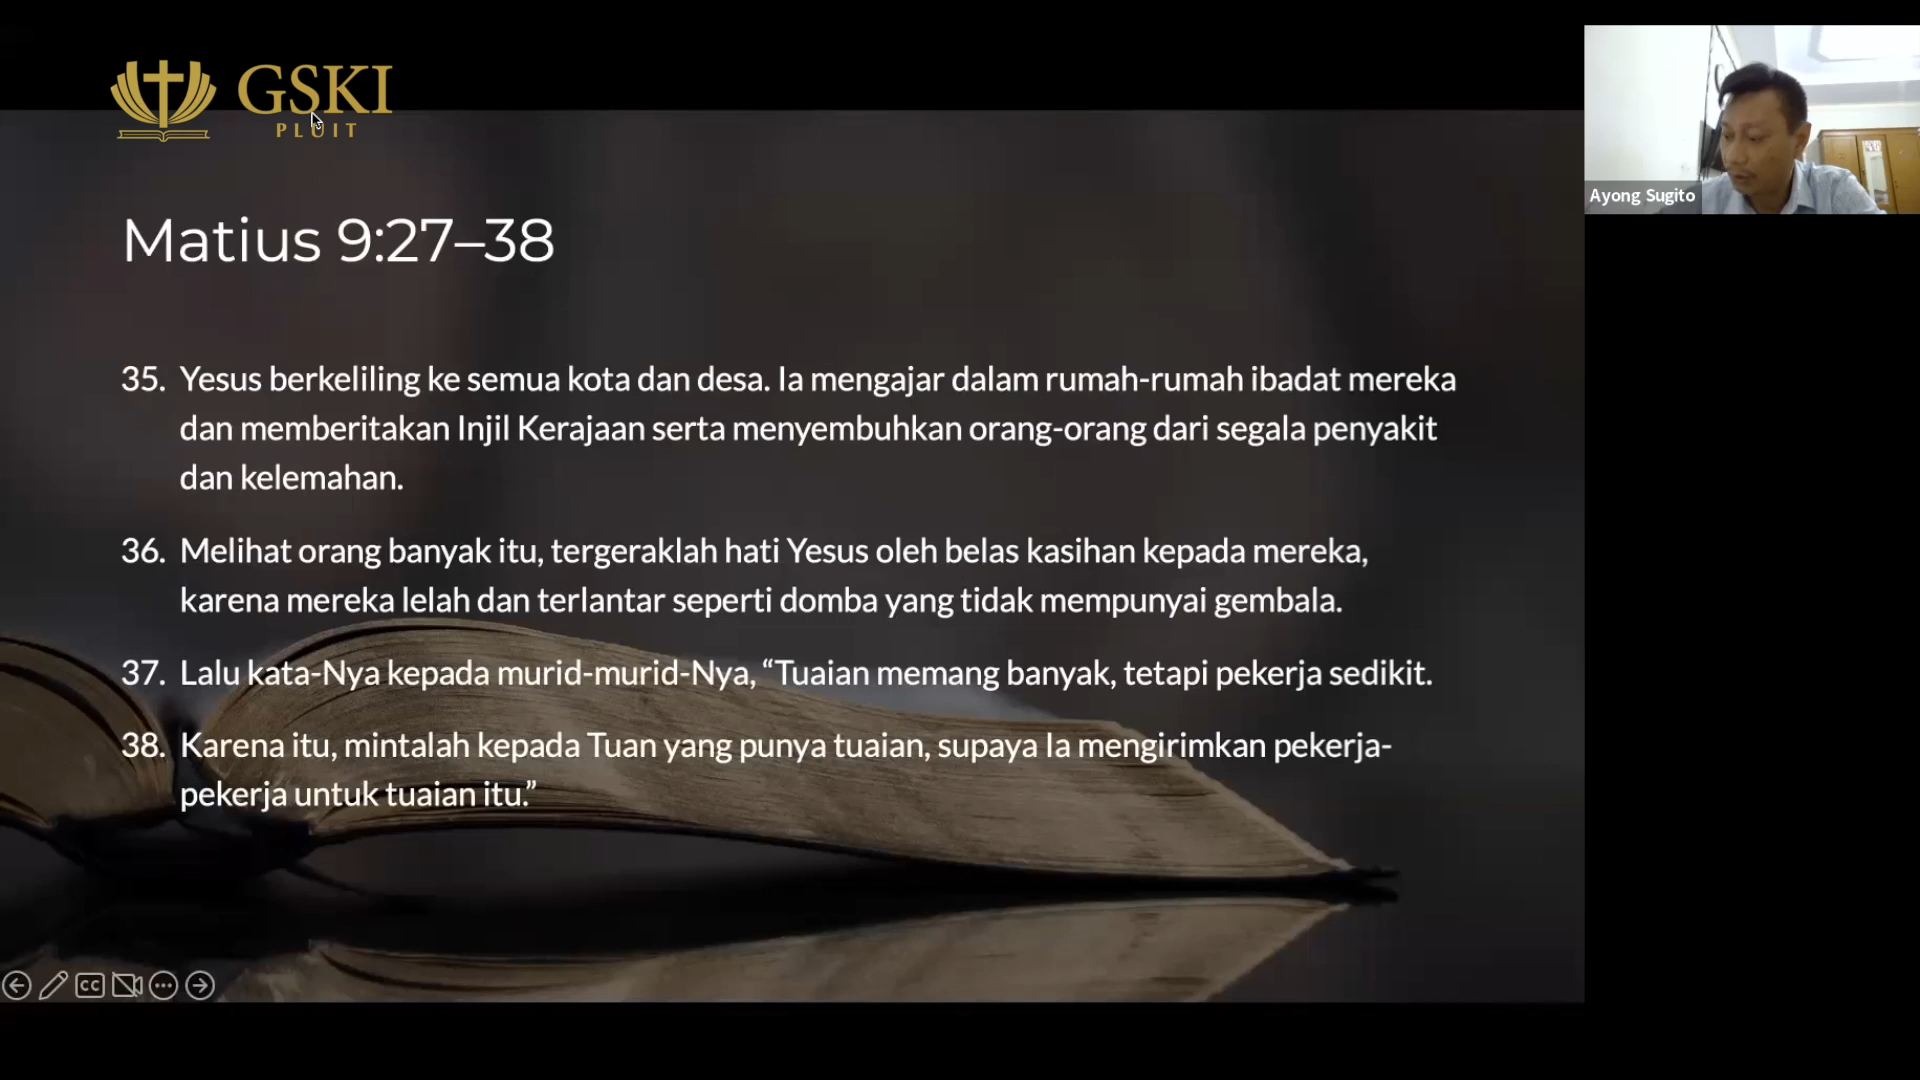 GSKI
PLUIT
Ayong Sugito
Matius 9:27–38
35. Yesus berkeliling ke semua kota dan desa. Ia mengajar dalam rumah-rumah ibadat mereka
dan memberitakan Injil Kerajaan serta menyembuhkan orang-orang dari segala penyakit
dan kelemahan.
36. Melihat orang banyak itu, tergeraklah hati Yesus oleh belas kasihan kepada mereka,
karena mereka lelah dan terlantar seperti domba yang tidak mempunyai gembala.
37. Lalu kata-Nya kepada murid-murid-Nya, “Tuaian memang banyak, tetapi pekerja sedikit.
38. Karena itu, mintalah kepada Tuan yang punya tuaian, supaya Ia mengirimkan pekerja-
pekerja untuk tuaian itu.”
CC